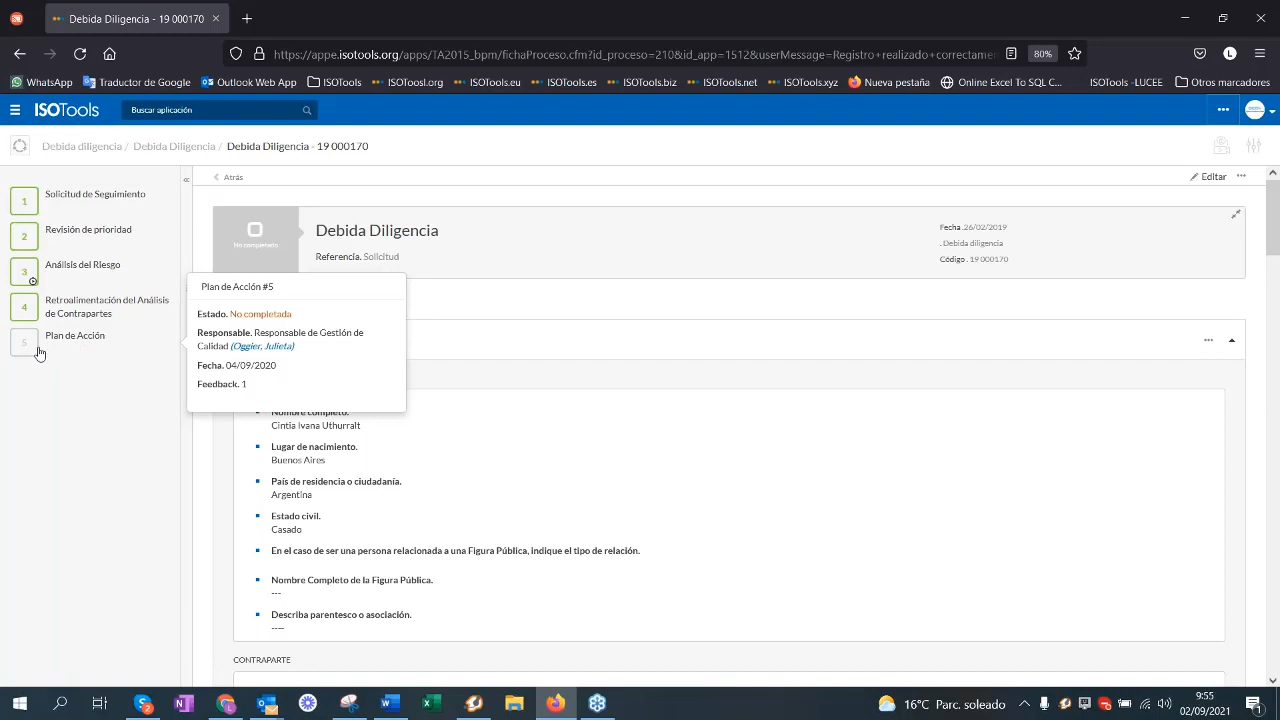 Debida Diligencia - 19 000170
https://appe.isotools.org/apps/TA2015_bpm/fichaProceso.cfm?id_proceso=210&id_app=1512&userMessage=Registro+realizado+correctamen
80%
L
WhatsApp
Traductor de Google
Outlook Web App
ISOTools
ISOTools.org
ISOTools.eu
ISOTools.es
ISOTools.biz
ISOTools.net
ISOTools.xyz
Nueva pestaña
Online Excel To SQL C...
ISOTools -LUCEE
Otros marcadores
ISOTools
Buscar aplicación
Debida diligencia / Debida Diligencia / Debida Diligencia - 19 000170
Atrás
Editar
1 Solicitud de Seguimiento
2 Revisión de prioridad
3 Análisis del Riesgo
4 Retroalimentación del Análisis
de Contrapartes
5 Plan de Acción
No completado
Debida Diligencia
Referencia. Solicitud
Fecha .26/02/2019
. Debida diligencia
Código . 19 000170
Plan de Acción #5
Estado. No completada
Responsable. Responsable de Gestión de
Calidad (Oggier, Julieta)
Fecha. 04/09/2020
Feedback. 1
Nombre completo.
Cintia Ivana Uthurralt
Lugar de nacimiento.
Buenos Aires
País de residencia o ciudadanía.
Argentina
Estado civil.
Casado
En el caso de ser una persona relacionada a una Figura Pública, indique el tipo de relación.
Nombre Completo de la Figura Pública.
---
Describa parentesco o asociación.
----
CONTRAPARTE
2
16°C Parc. soleado
9:55
02/09/2021